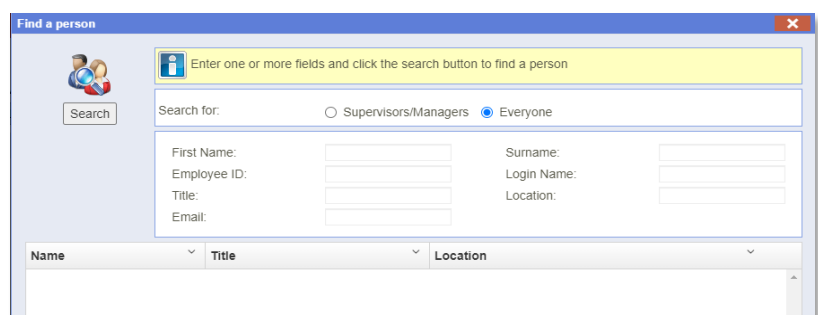 Find a person
Enter one or more fields and click the search button to find a person
Search
Search for: Supervisors/Managers Everyone
First Name: Surname:
Employee ID: Login Name:
Title: Location:
Email:
Name Title Location